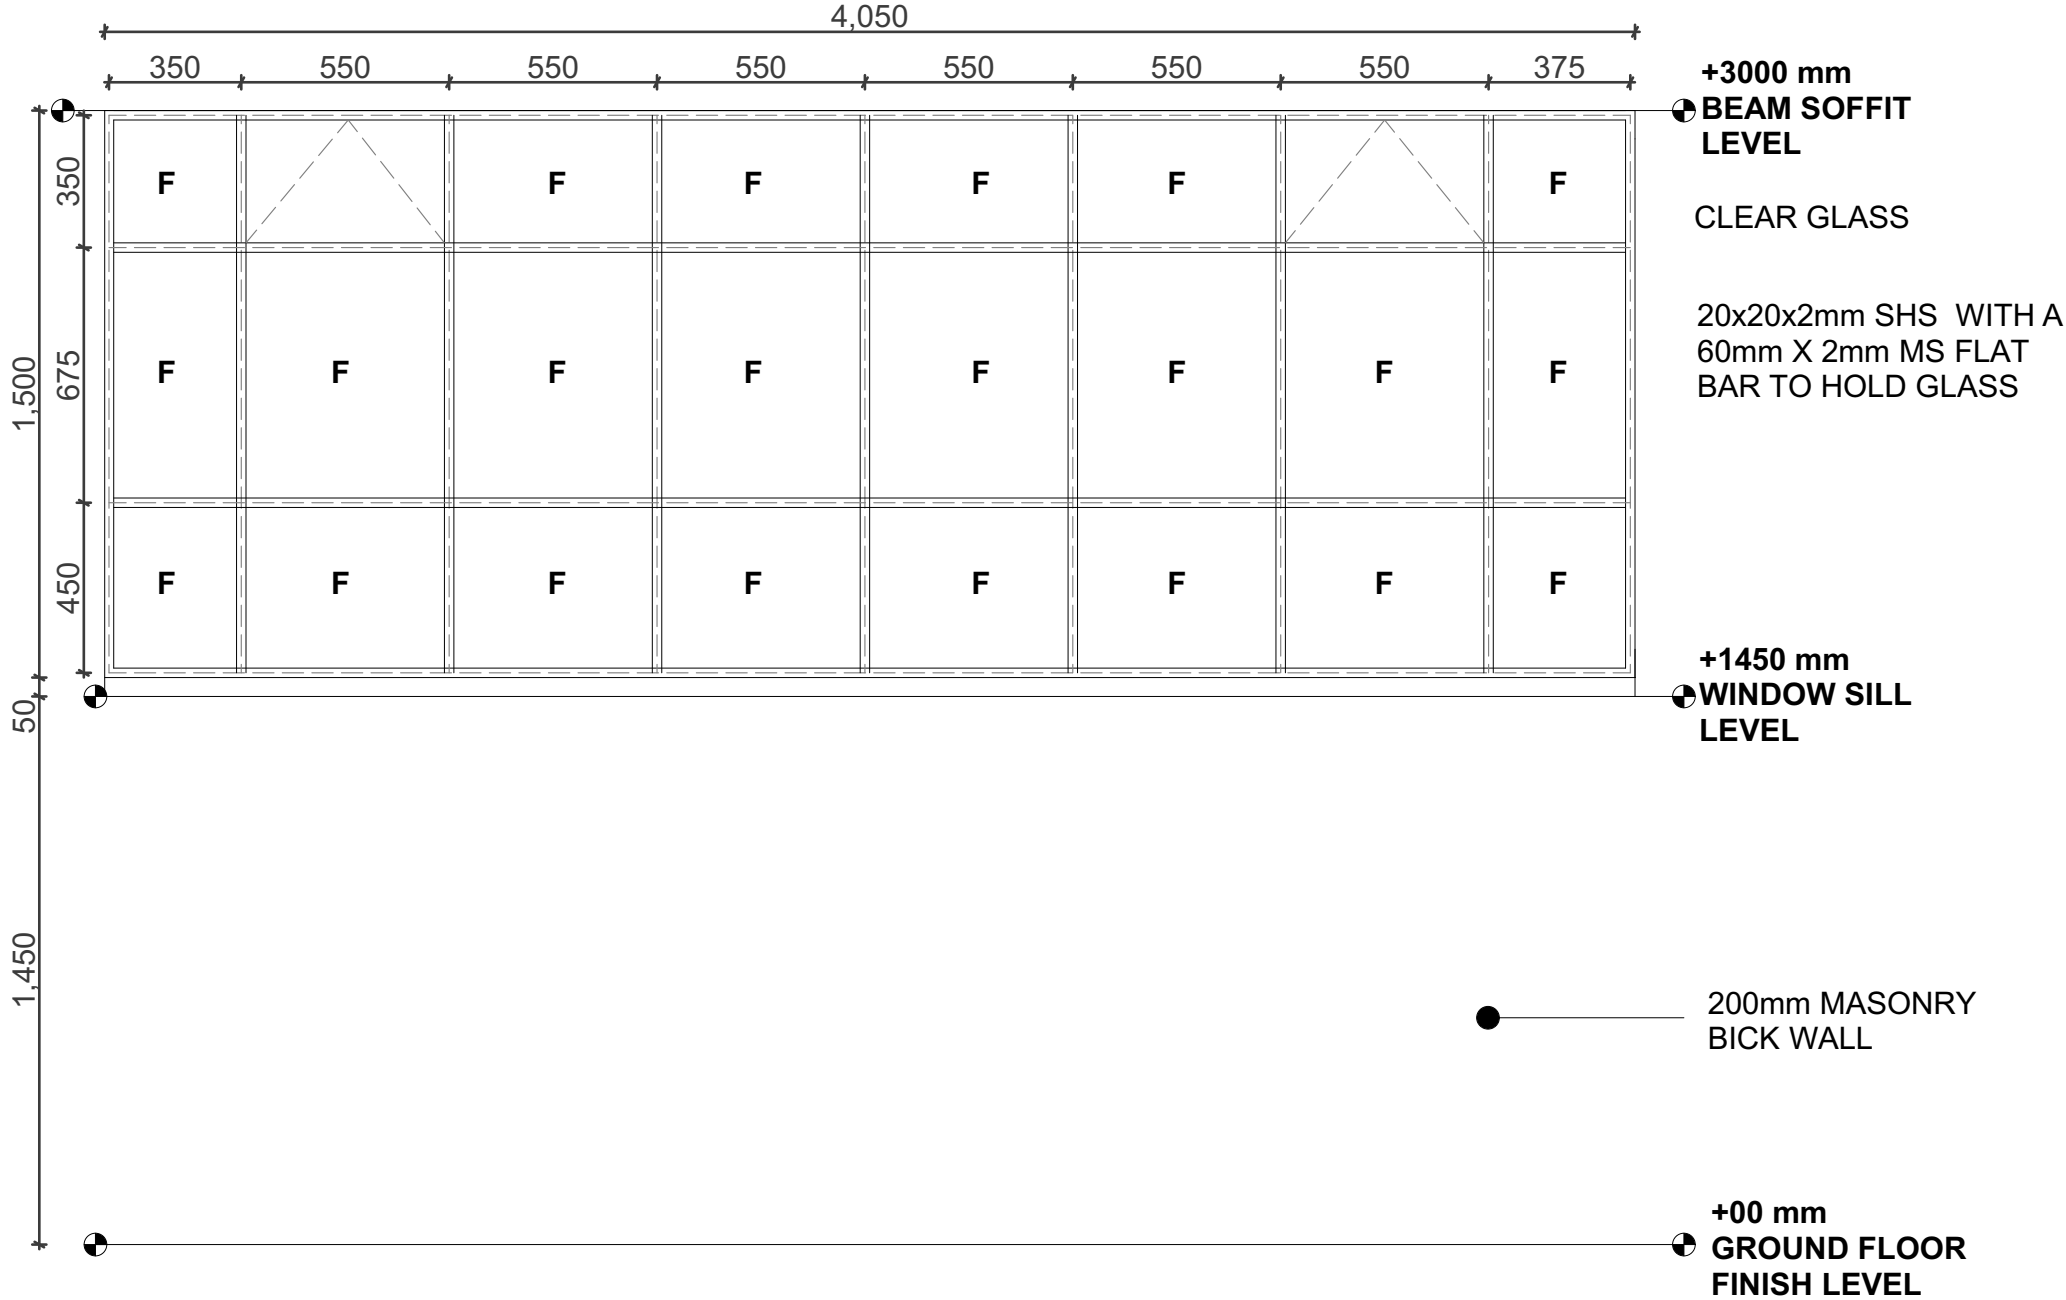 4,050
350 550 550 550 550 550 550 375
+3000 mm
BEAM SOFFIT
LEVEL
350
F F F F F F
CLEAR GLASS
20x20x2mm SHS WITH A
60mm X 2mm MS FLAT
BAR TO HOLD GLASS
1,500
675
F F F F F F F F
450
F F F F F F F F
+1450 mm
WINDOW SILL
LEVEL
50
1,450
200mm MASONRY
BICK WALL
+00 mm
GROUND FLOOR
FINISH LEVEL